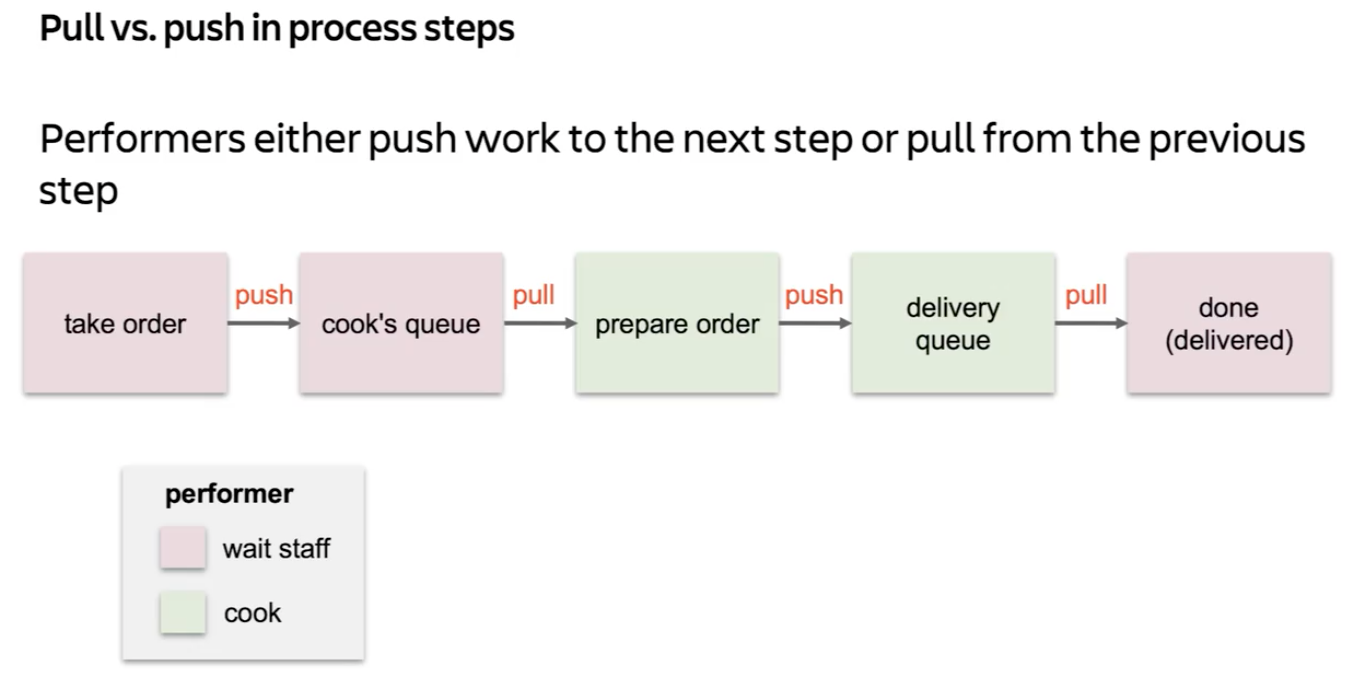 Pull vs. push in process steps
Performers either push work to the next step or pull from the previous
step
take order
push
cook's queue
pull
prepare order
push
delivery
queue
pull
done
(delivered)
performer
wait staff
cook